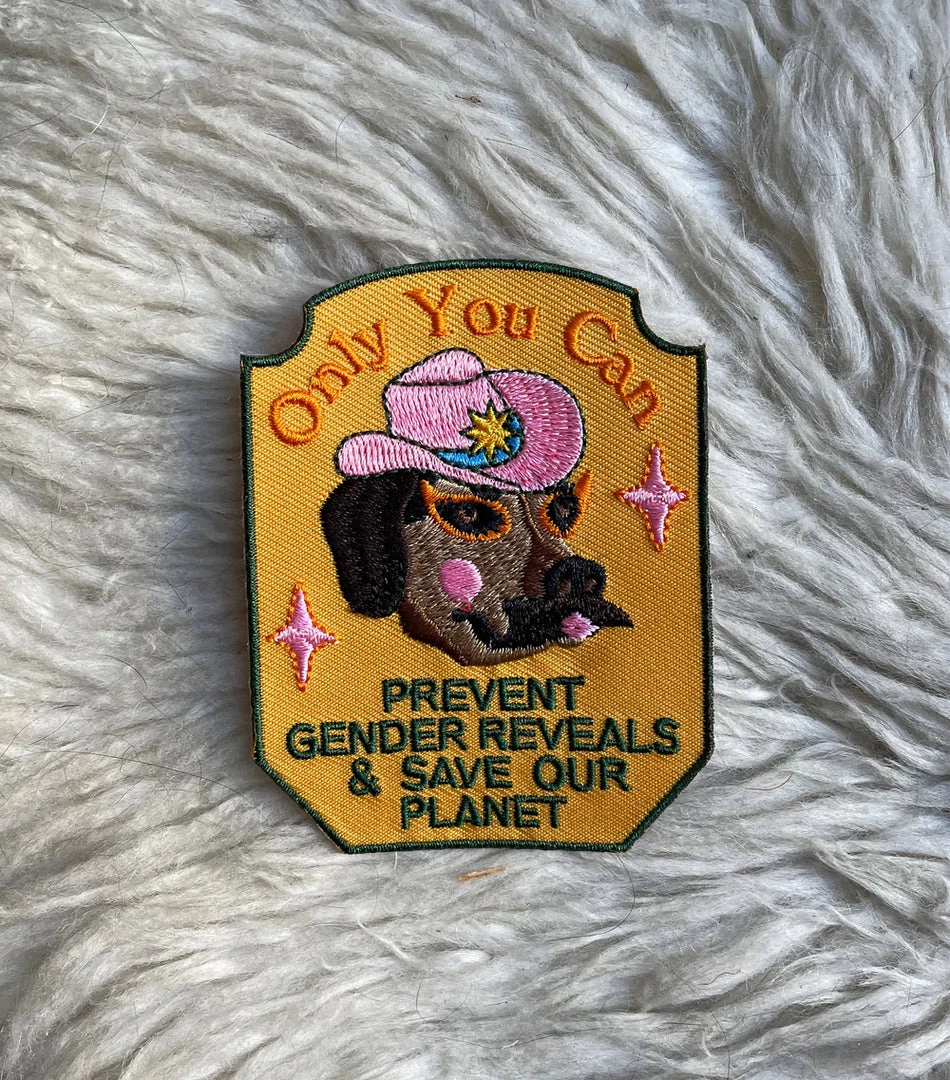 Only You Can
PREVENT
GENDER REVEALS
& SAVE OUR
PLANET